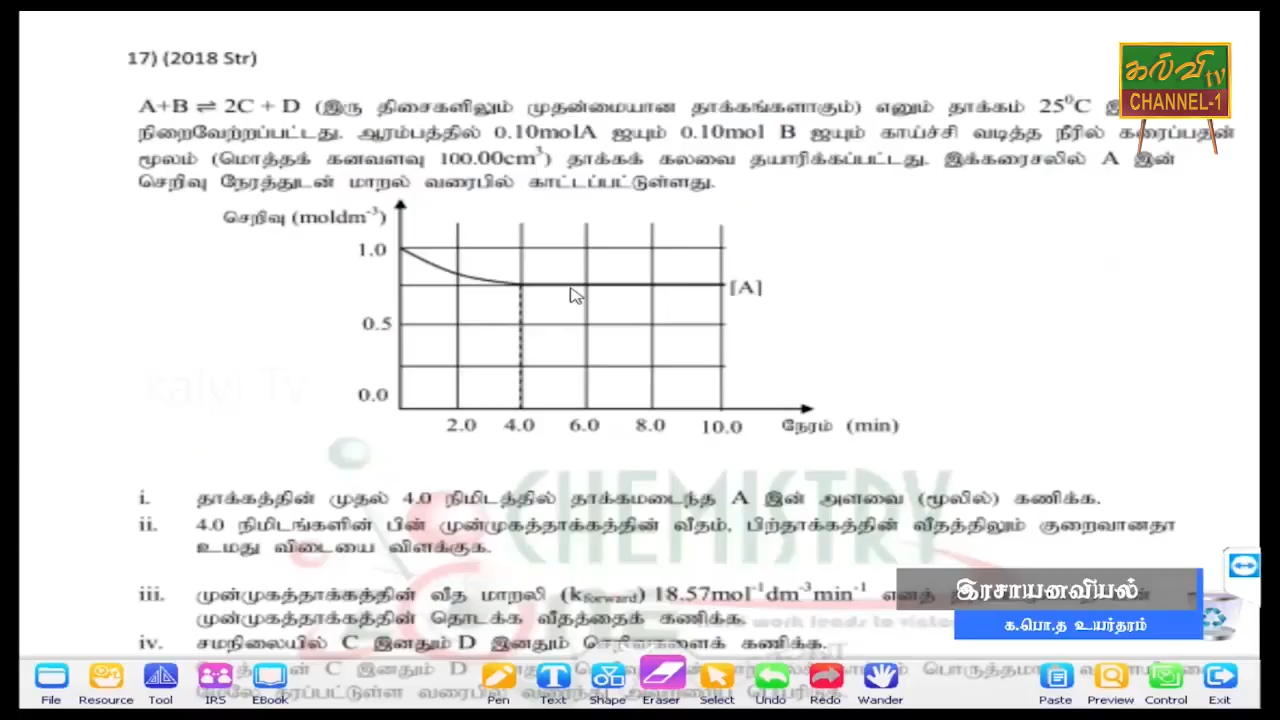 17) (2018 Str)
கல்வி tv
CHANNEL-1
A+B ⇌ 2C + D (இரு திசைகளிலும் முதன்மையான தாக்கங்களாகும்) எனும் தாக்கம் 25⁰C
நிறைவேற்றப்பட்டது. ஆரம்பத்தில் 0.10molA ஐயும் 0.10mol B ஐயும் காய்ச்சி வடித்த நீரில் கரைப்பதன்
மூலம் (மொத்தக் கனவளவு 100.00cm³) தாக்கக் கலவை தயாரிக்கப்பட்டது. இக்கரைசலில் A இன்
செறிவு நேரத்துடன் மாறல் வரைபில் காட்டப்பட்டுள்ளது.
செறிவு (moldm⁻³)
1.0
[A]
0.5
0.0
2.0 4.0 6.0 8.0 10.0 நேரம் (min)
kalvi Tv
CHEMISTRY
i. தாக்கத்தின் முதல் 4.0 நிமிடத்தில் தாக்கமடைந்த A இன் அளவை (மூலில்) கணிக்க.
ii. 4.0 நிமிடங்களின் பின் முன்முகத்தாக்கத்தின் வீதம், பிற்தாக்கத்தின் வீதத்திலும் குறைவானதா
உமது விடையை விளக்குக.
iii. முன்முகத்தாக்கத்தின் வீத மாறலி (kforward) 18.57mol⁻¹dm⁻³min⁻¹ எனத்
முன்முகத்தாக்கத்தின் தொடக்க வீதத்தைக் கணிக்க.
iv. சமநிலையில் C இனதும் D இனதும் செறிவுகளைக் கணிக்க.
இரசாயனவியல்
க.பொ.த உயர்தரம்
File Resource Tool IRS EBook Pen Text Shape Eraser Select Undo Redo Wander Paste Preview Control Exit